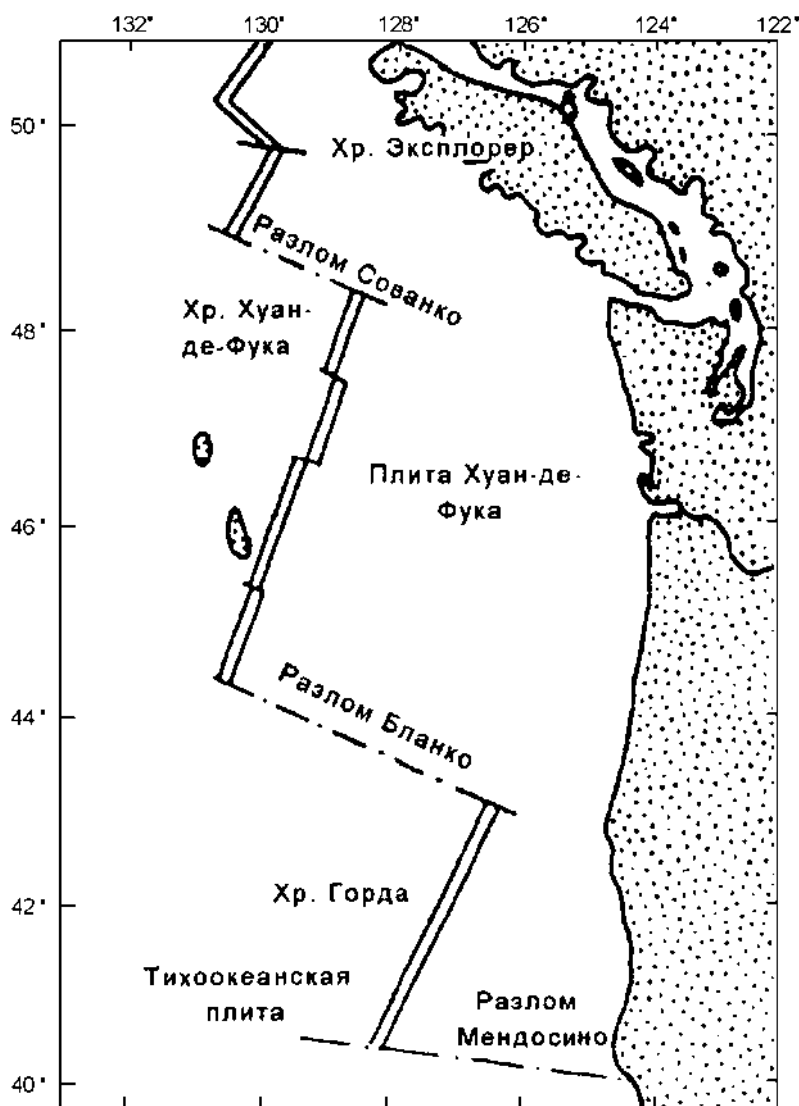 132° 130° 128° 126° 124° 122°
50°
Хр. Эксплорер
Разлом Сованко
48°
Хр. Хуан-
де-Фука
Плита Хуан-де-
Фука
46°
Разлом Бланко
44°
42°
Хр. Горда
Тихоокеанская
плита
Разлом
Мендосино
40°